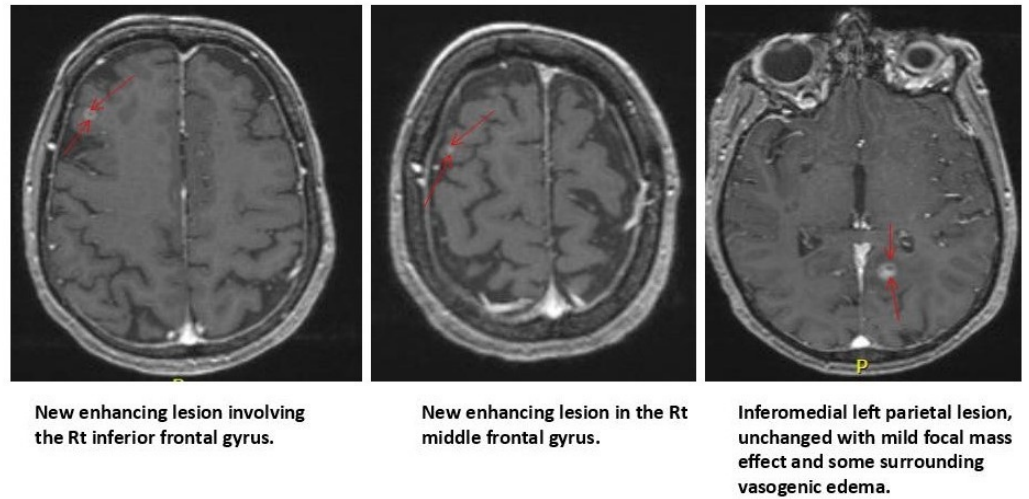 P
New enhancing lesion involving
the Rt inferior frontal gyrus.
New enhancing lesion in the Rt
middle frontal gyrus.
Inferomedial left parietal lesion,
unchanged with mild focal mass
effect and some surrounding
vasogenic edema.